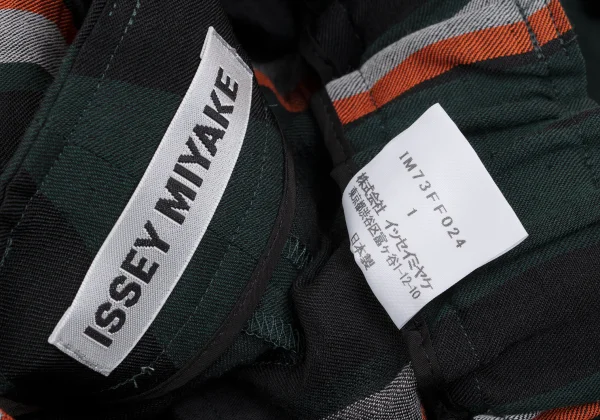 ISSEY MIYAKE
IM73FF024
1
株式会社 イッセイミヤケ
東京都渋谷区富ケ谷1-12-10
日本製